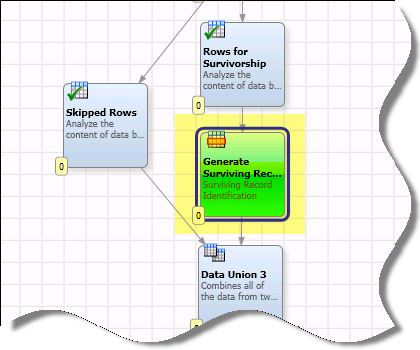 Rows for
Survivorship
Analyze the
content of data b...
0
Skipped Rows
Analyze the
content of data b...
0
Generate
Surviving Rec...
Surviving Record
Identification
0
Data Union 3
Combines all of
the data from tw...